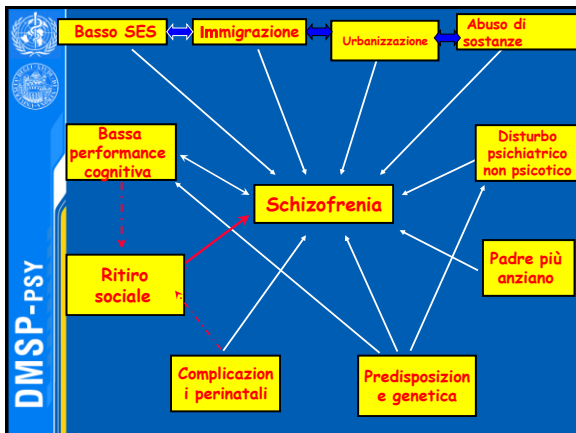 Basso SES
Immigrazione
Urbanizzazione
Abuso di
sostanze
Bassa
performance
cognitiva
Disturbo
psichiatrico
non psicotico
Schizofrenia
Ritiro
sociale
Padre più
anziano
Complicazion
i perinatali
Predisposizion
e genetica
DMSP-PSY